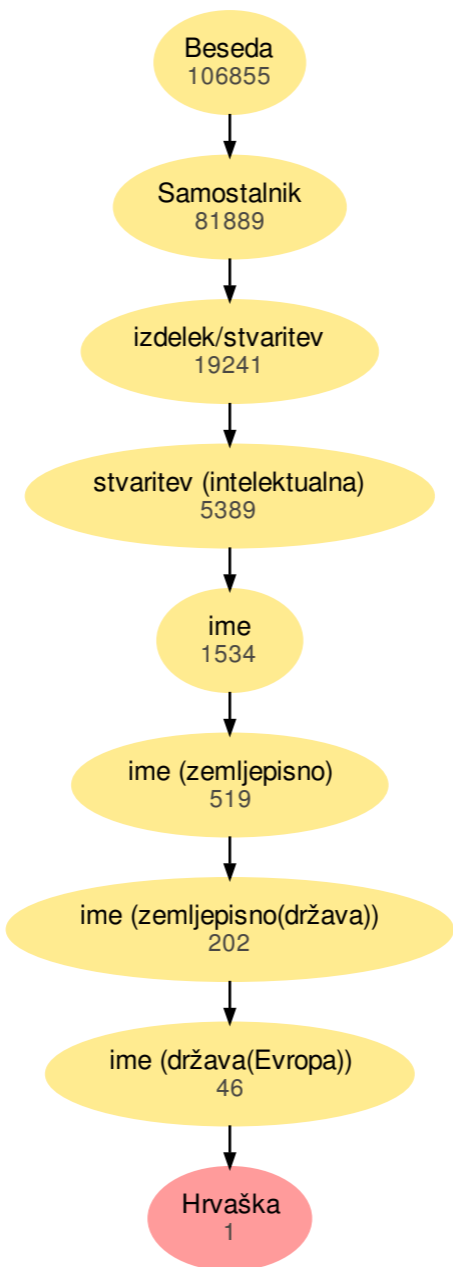 Beseda
106855
Samostalnik
81889
izdelek/stvaritev
19241
stvaritev (intelektualna)
5389
ime
1534
ime (zemljepisno)
519
ime (zemljepisno(država))
202
ime (država(Evropa))
46
Hrvaška
1